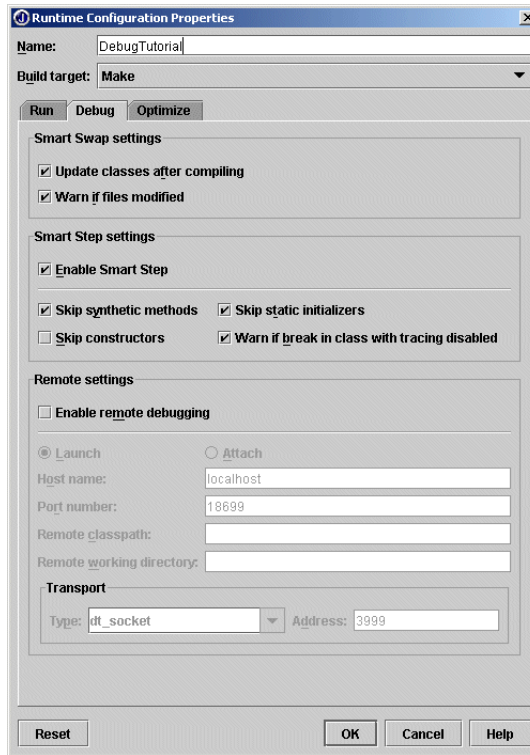 Runtime Configuration Properties
Name: DebugTutorial
Build target: Make
Run Debug Optimize
Smart Swap settings
Update classes after compiling
Warn if files modified
Smart Step settings
Enable Smart Step
Skip synthetic methods Skip static initializers
Skip constructors Warn if break in class with tracing disabled
Remote settings
Enable remote debugging
Launch Attach
Host name: localhost
Port number: 18699
Remote classpath:
Remote working directory:
Transport
Type: dt_socket Address: 3999
Reset OK Cancel Help